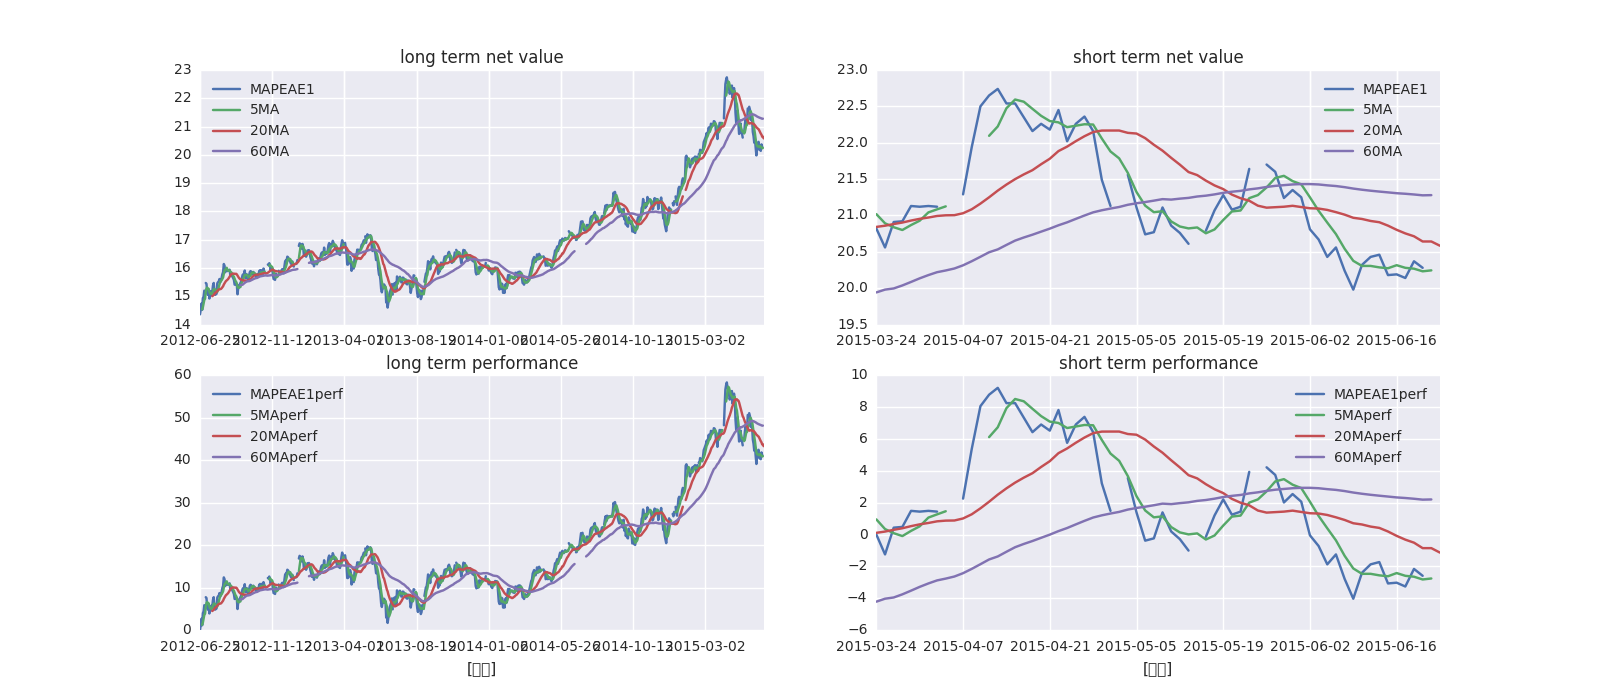 long term net value
23
22
21
20
19
18
17
16
15
14
MAPEAE1
5MA
20MA
60MA
2012-06-25 2012-11-12 2013-04-01 2013-08-19 2014-01-06 2014-05-26 2014-10-13 2015-03-02
short term net value
23.0
22.5
22.0
21.5
21.0
20.5
20.0
19.5
MAPEAE1
5MA
20MA
60MA
2015-03-24 2015-04-07 2015-04-21 2015-05-05 2015-05-19 2015-06-02 2015-06-16
long term performance
60
50
40
30
20
10
0
MAPEAE1perf
5MAperf
20MAperf
60MAperf
2012-06-25 2012-11-12 2013-04-01 2013-08-19 2014-01-06 2014-05-26 2014-10-13 2015-03-02
short term performance
10
8
6
4
2
0
−2
−4
−6
MAPEAE1perf
5MAperf
20MAperf
60MAperf
2015-03-24 2015-04-07 2015-04-21 2015-05-05 2015-05-19 2015-06-02 2015-06-16